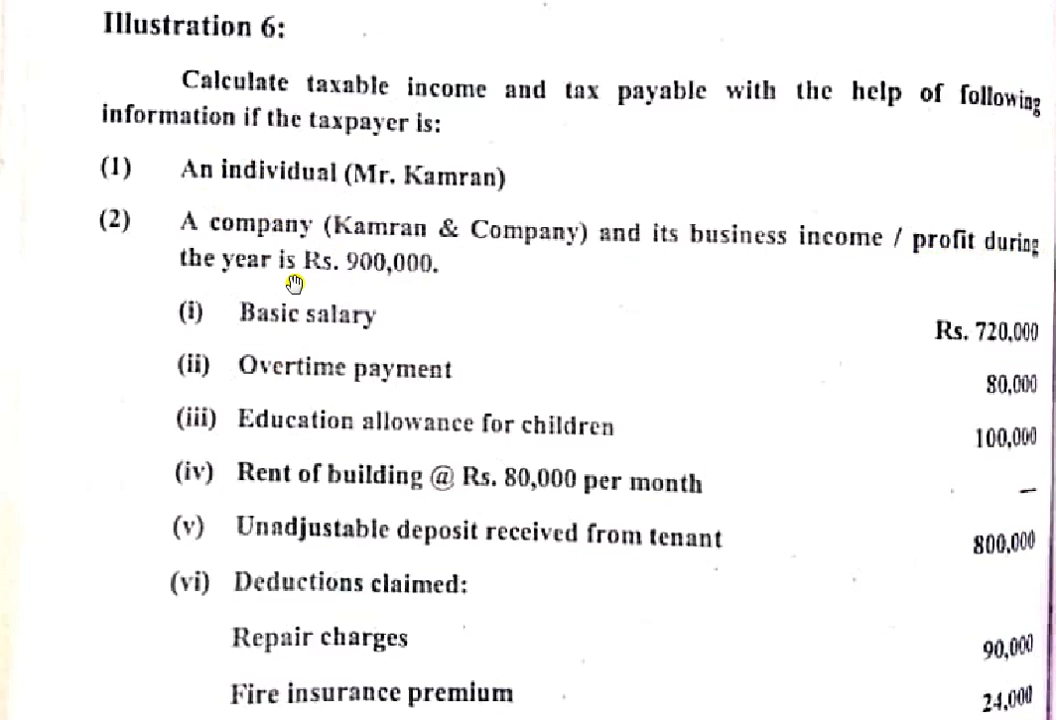 Illustration 6:
Calculate taxable income and tax payable with the help of following
information if the taxpayer is:
(1) An individual (Mr. Kamran)
(2) A company (Kamran & Company) and its business income / profit during
the year is Rs. 900,000.
(i) Basic salary Rs. 720,000
(ii) Overtime payment 80,000
(iii) Education allowance for children 100,000
(iv) Rent of building @ Rs. 80,000 per month –
(v) Unadjustable deposit received from tenant 800,000
(vi) Deductions claimed:
Repair charges 90,000
Fire insurance premium 24,000